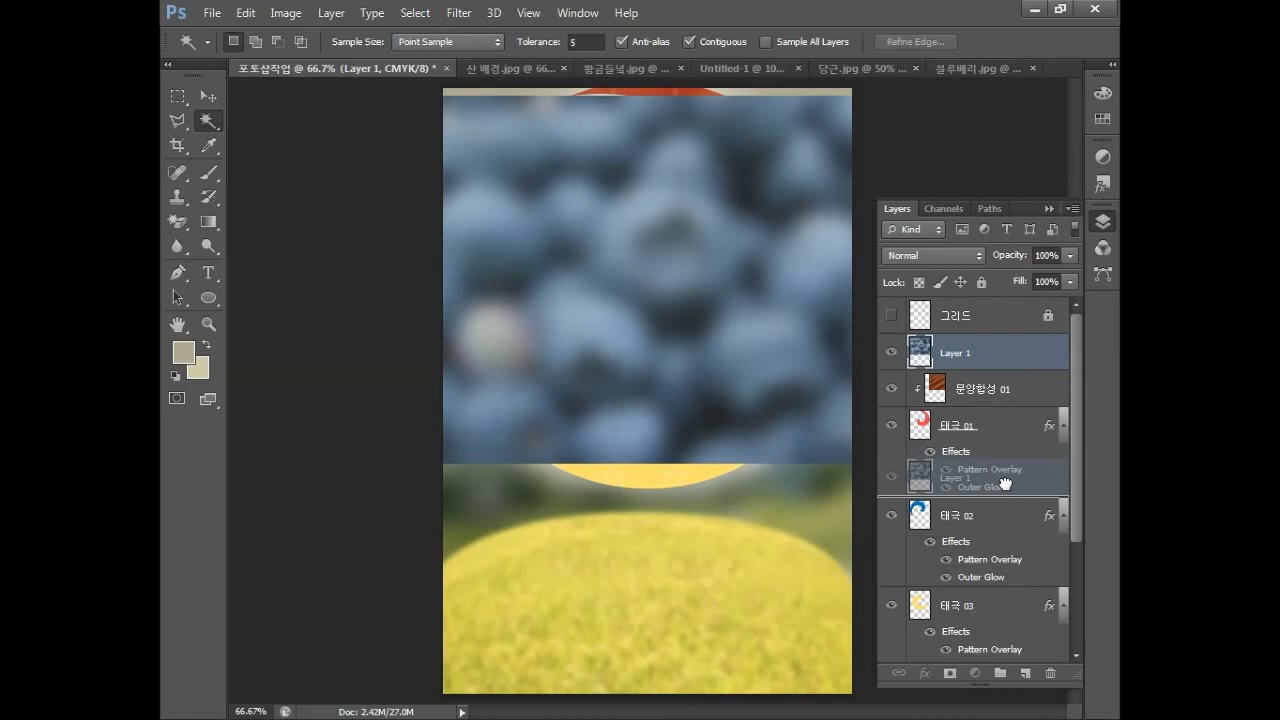 Ps File Edit Image Layer Type Select Filter 3D View Window Help
Sample Size: Point Sample Tolerance: 5 Anti-alias Contiguous Sample All Layers Refine Edge...
포토샵작업 @ 66.7% (Layer 1, CMYK/8) * × 산 배경.jpg @ 66... × 황금들녘.jpg @ ... × Untitled-1 @ 10... × 당근.jpg @ 50% ... × 블루베리.jpg @ ... ×
Layers Channels Paths
Kind
Normal Opacity: 100%
Lock: Fill: 100%
그리드
Layer 1
문양합성 01
태극 01 fx
Effects
Pattern Overlay
Layer 1
Outer Glow
태극 02 fx
Effects
Pattern Overlay
Outer Glow
태극 03 fx
Effects
Pattern Overlay
66.67% Doc: 2.42M/27.0M